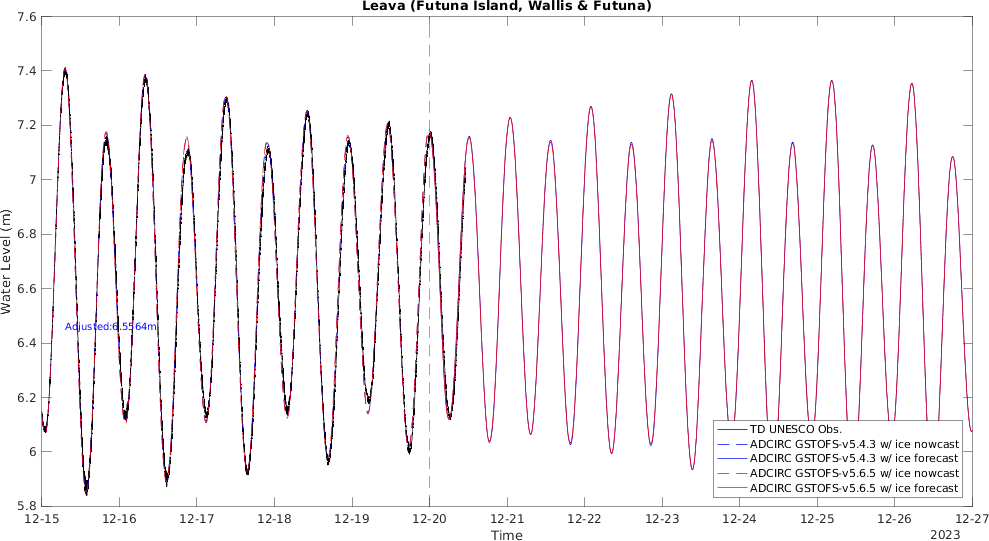 Leava (Futuna Island, Wallis & Futuna)
7.6
7.4
7.2
7
6.8
6.6
6.4
6.2
6
5.8
Water Level (m)
Adjusted:6.5564m
TD UNESCO Obs.
ADCIRC GSTOFS-v5.4.3 w/ ice nowcast
ADCIRC GSTOFS-v5.4.3 w/ ice forecast
ADCIRC GSTOFS-v5.6.5 w/ ice nowcast
ADCIRC GSTOFS-v5.6.5 w/ ice forecast
12-15 12-16 12-17 12-18 12-19 12-20 12-21 12-22 12-23 12-24 12-25 12-26 12-27
Time
2023